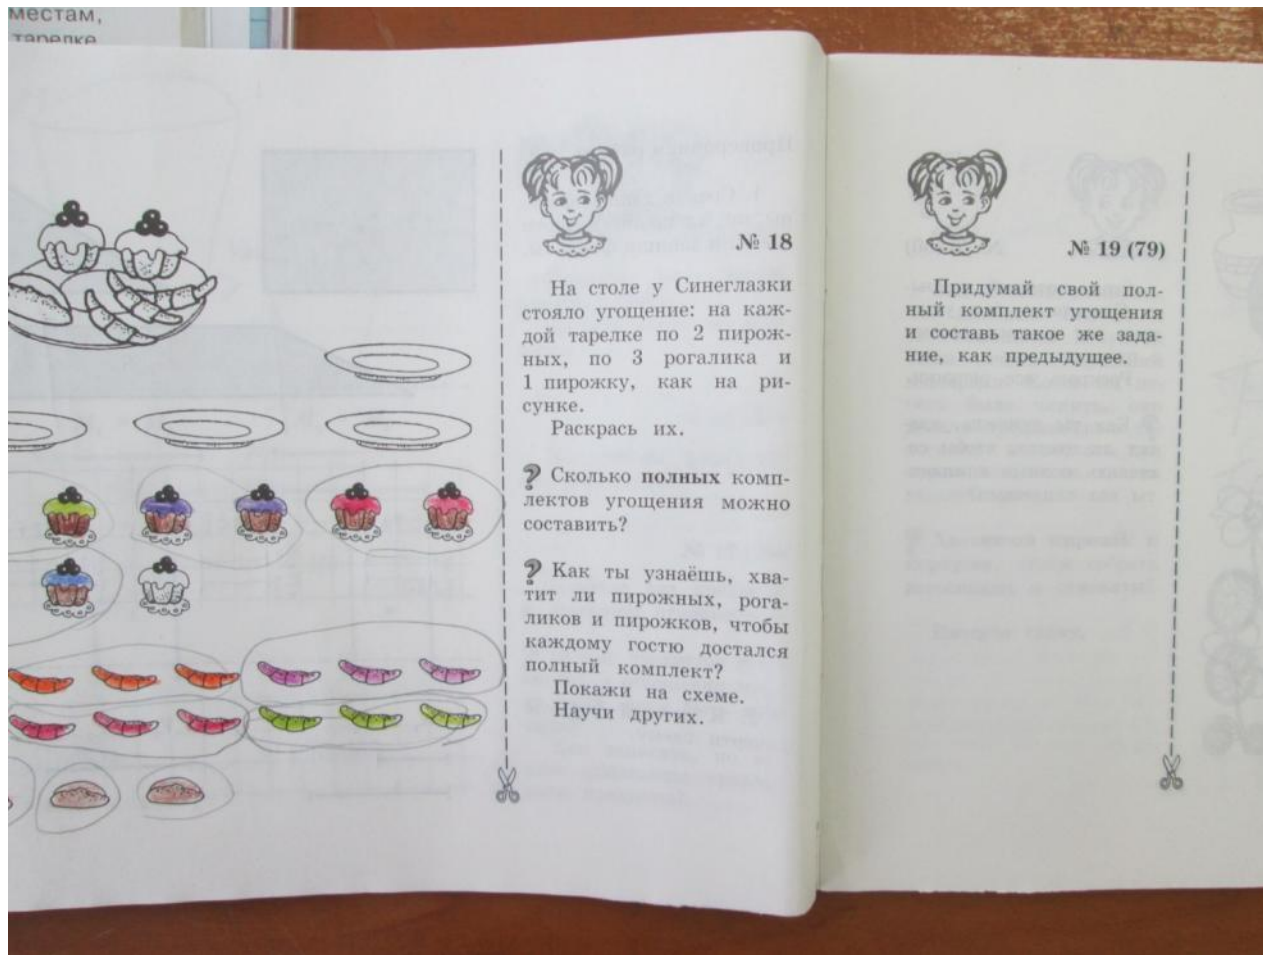 местам,
тарелке
№ 18
На столе у Синеглазки
стояло угощение: на каж-
дой тарелке по 2 пирож-
ных, по 3 рогалика и
1 пирожку, как на ри-
сунке.
Раскрась их.
? Сколько полных комп-
лектов угощения можно
составить?
? Как ты узнаёшь, хва-
тит ли пирожных, рога-
ликов и пирожков, чтобы
каждому гостю достался
полный комплект?
Покажи на схеме.
Научи других.
№ 19 (79)
Придумай свой пол-
ный комплект угощения
и составь такое же зада-
ние, как предыдущее.